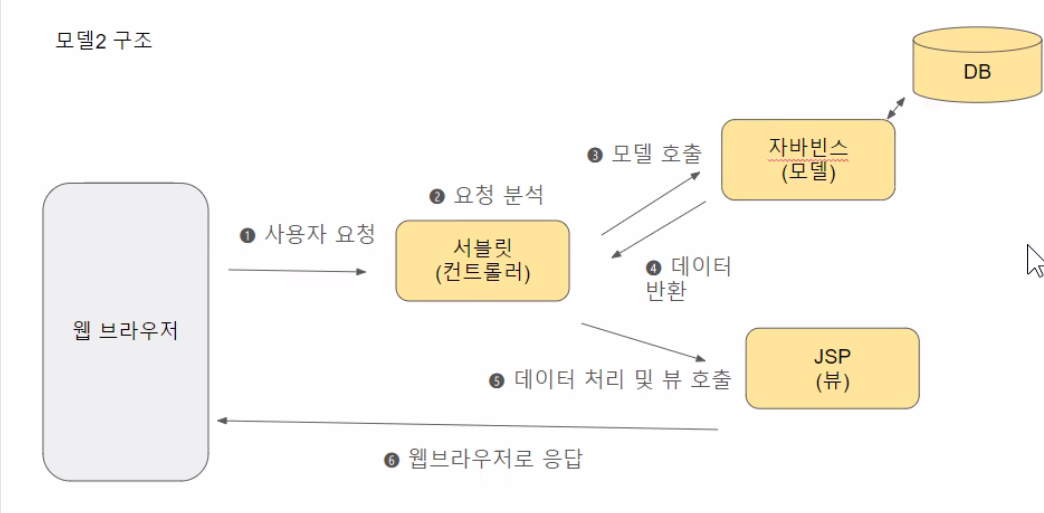 모델2 구조
DB
자바빈스
(모델)
❸ 모델 호출
❷ 요청 분석
❶ 사용자 요청
서블릿
(컨트롤러)
❹ 데이터
반환
웹 브라우저
JSP
(뷰)
❺ 데이터 처리 및 뷰 호출
❻ 웹브라우저로 응답